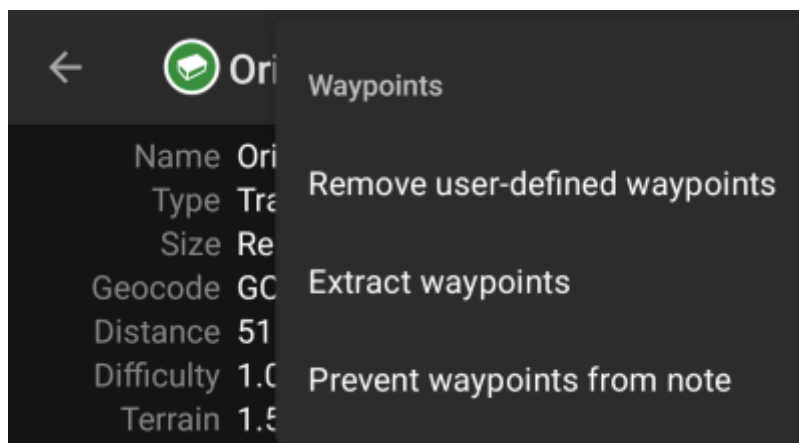 Ori
Waypoints
Name Ori
Type Tra
Size Re
Geocode GC
Distance 51
Difficulty 1.0
Terrain 1.5
Remove user-defined waypoints
Extract waypoints
Prevent waypoints from note